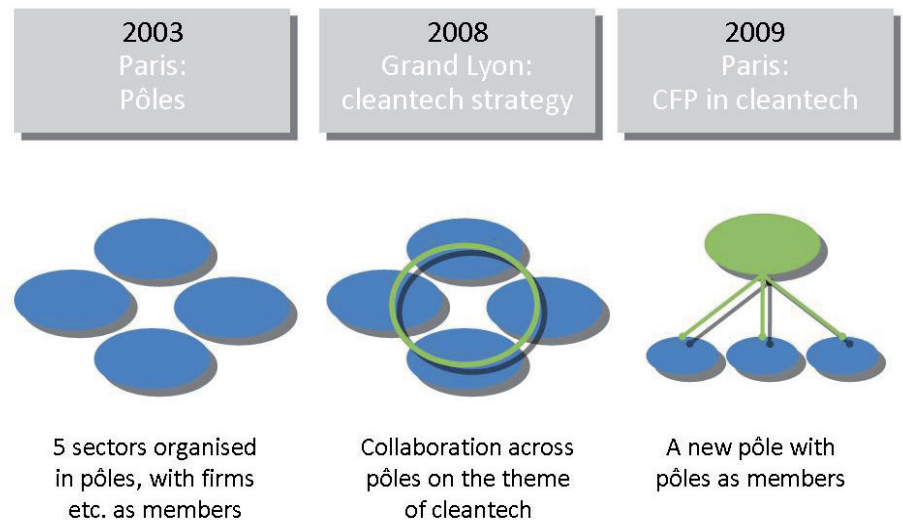 2003
Paris:
Pôles
2008
Grand Lyon:
cleantech strategy
2009
Paris:
CFP in cleantech
5 sectors organised
in pôles, with firms
etc. as members
Collaboration across
pôles on the theme
of cleantech
A new pôle with
pôles as members